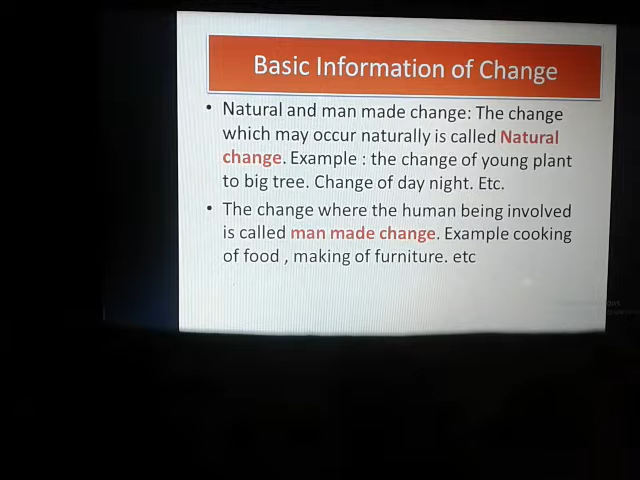 Basic Information of Change
• Natural and man made change: The change
which may occur naturally is called Natural
change. Example : the change of young plant
to big tree. Change of day night. Etc.
• The change where the human being involved
is called man made change. Example cooking
of food , making of furniture. etc